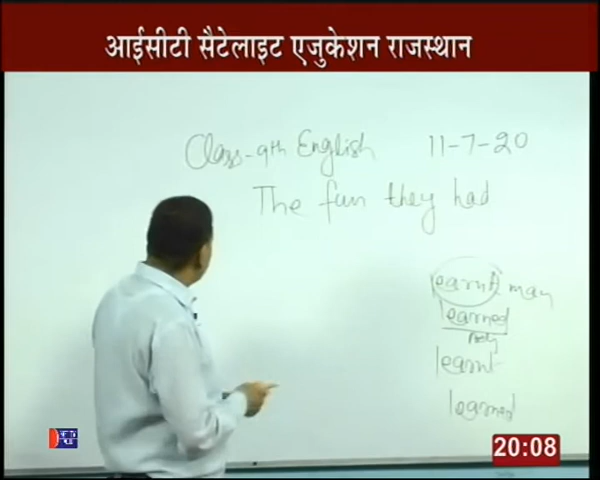 आईसीटी सैटेलाइट एजुकेशन राजस्थान
Class-9th English 11-7-20
The fun they had
learnt man
learned
learnt
learned
20:08